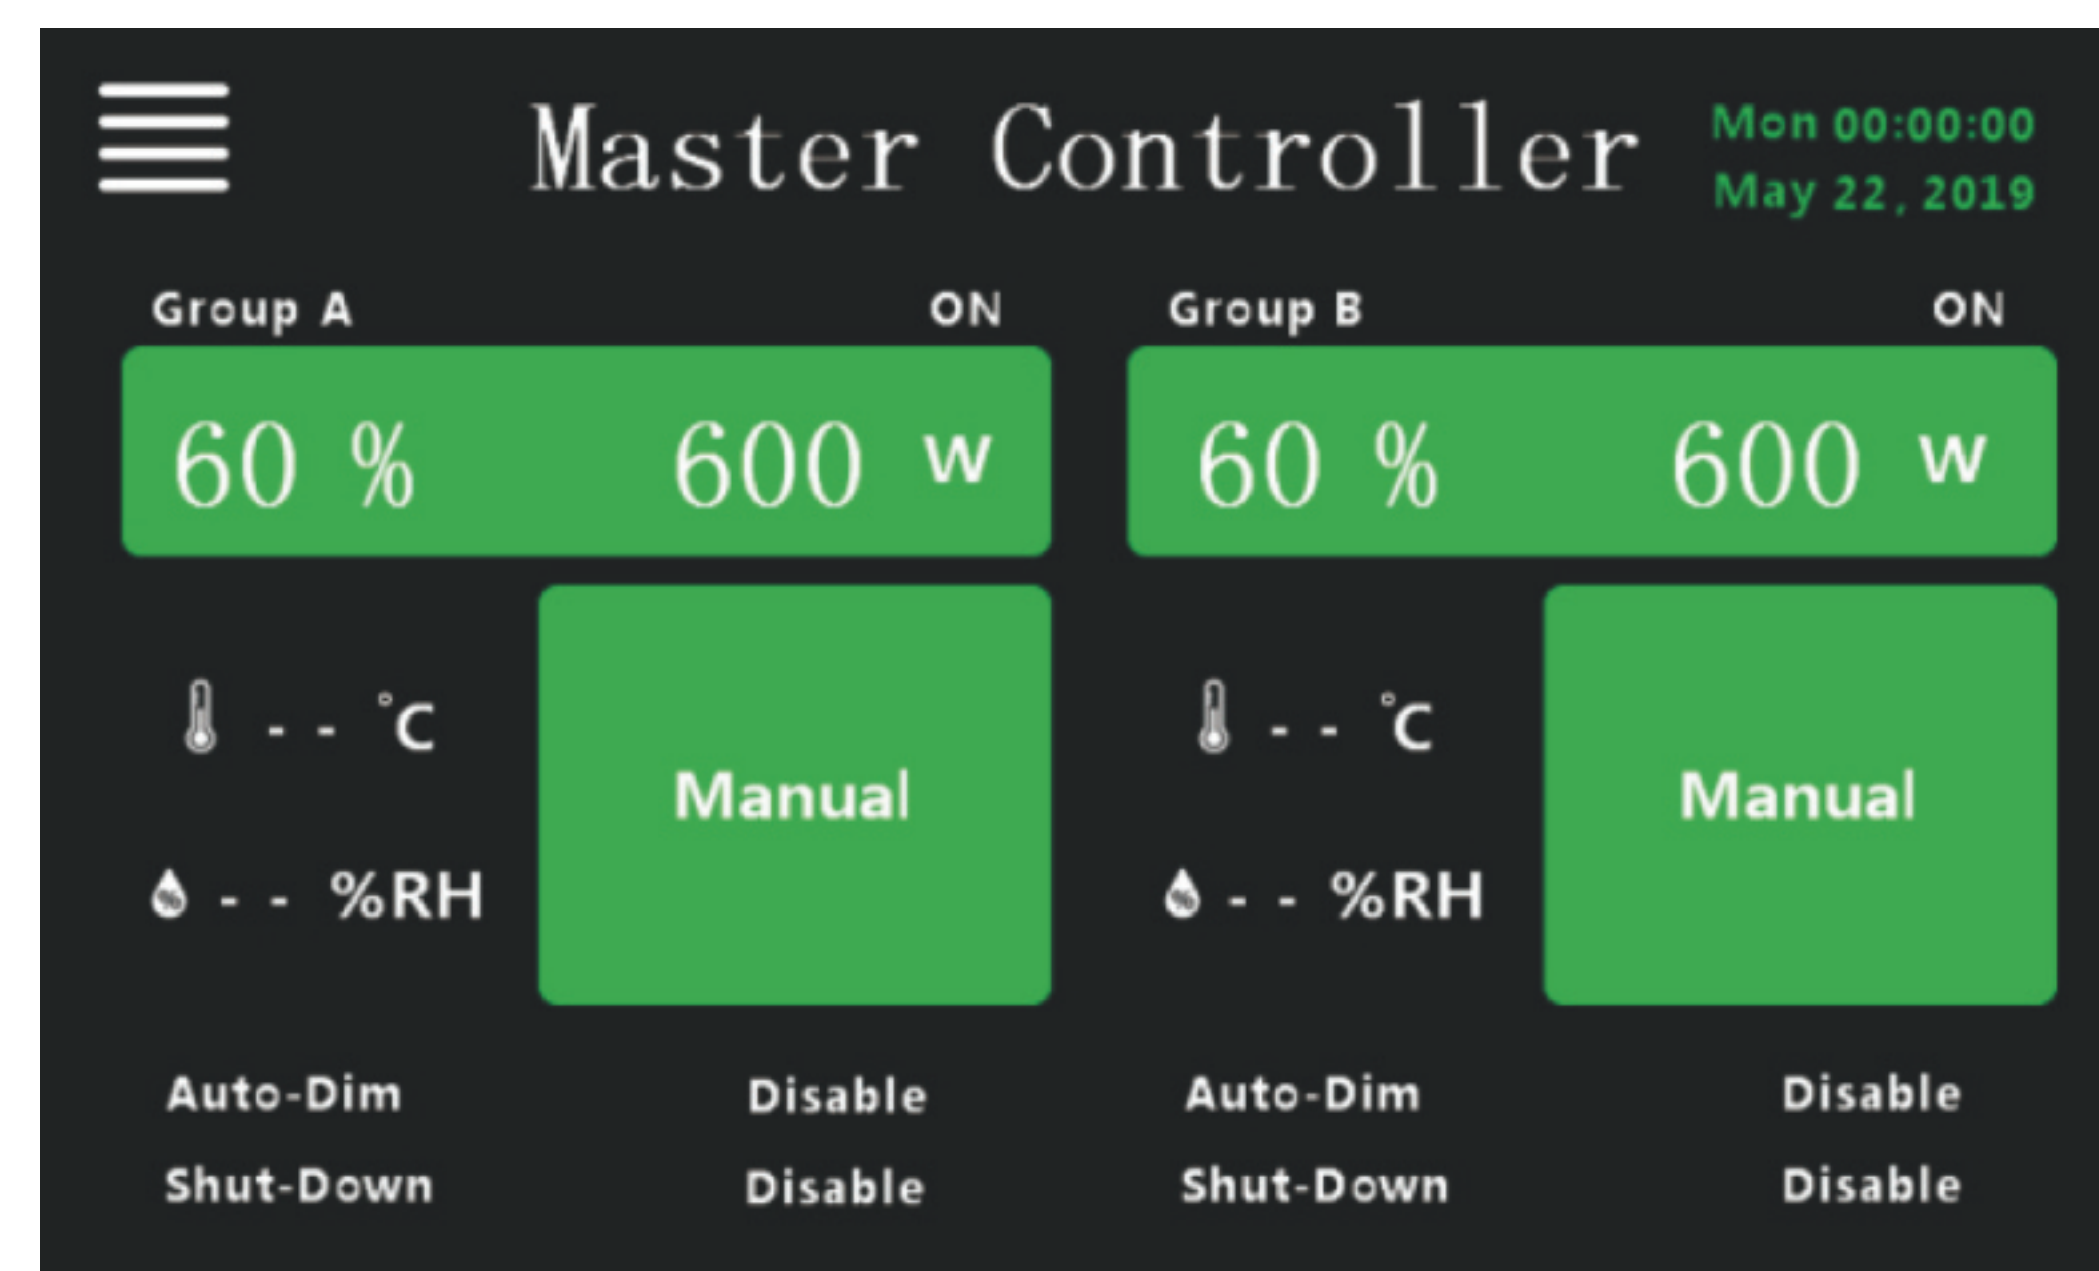 Master Controller
Mon 00:00:00
May 22, 2019
Group A ON
60 % 600 W
- - °C
Manual
% - - %RH
Auto-Dim Disable
Shut-Down Disable
Group B ON
60 % 600 W
- - °C
Manual
% - - %RH
Auto-Dim Disable
Shut-Down Disable